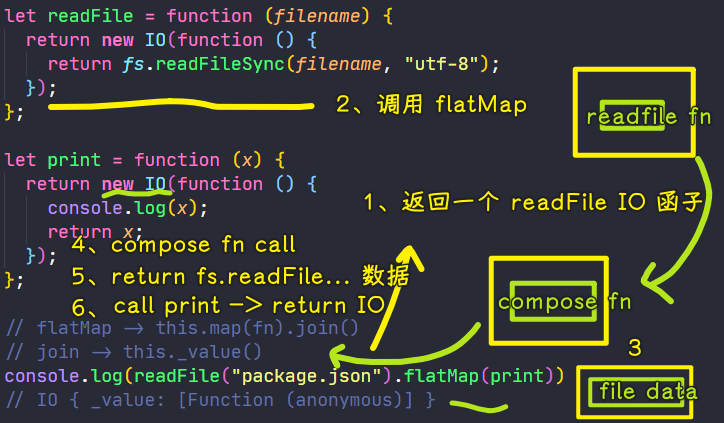 let readFile = function (filename) {
  return new IO(function () {
    return fs.readFileSync(filename, "utf-8");
  });
};
2、调用 flatMap
readfile fn
let print = function (x) {
  return new IO(function () {
    console.log(x);
    return x;
  });
};
1、返回一个 readFile IO 函子
4、compose fn call
5、return fs.readFile... 数据
6、call print -> return IO
compose fn
// flatMap -> this.map(fn).join()
// join -> this._value()
3
console.log(readFile("package.json").flatMap(print))
file data
// IO { _value: [Function (anonymous)] }